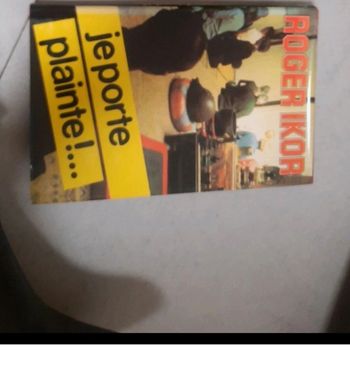 ROGER IKOR
je porte
plainte!...